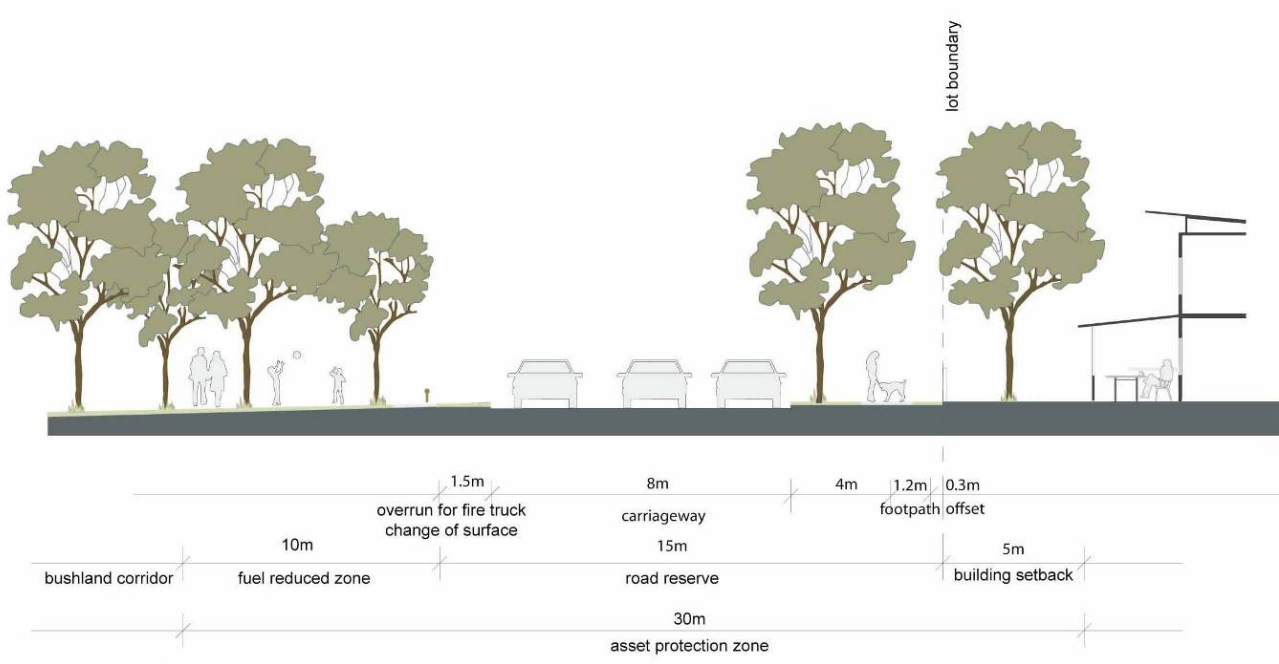 lot boundary
1.5m
8m
4m
1.2m
0.3m
overrun for fire truck
change of surface
carriageway
footpath
offset
10m
15m
5m
bushland corridor
fuel reduced zone
road reserve
building setback
30m
asset protection zone